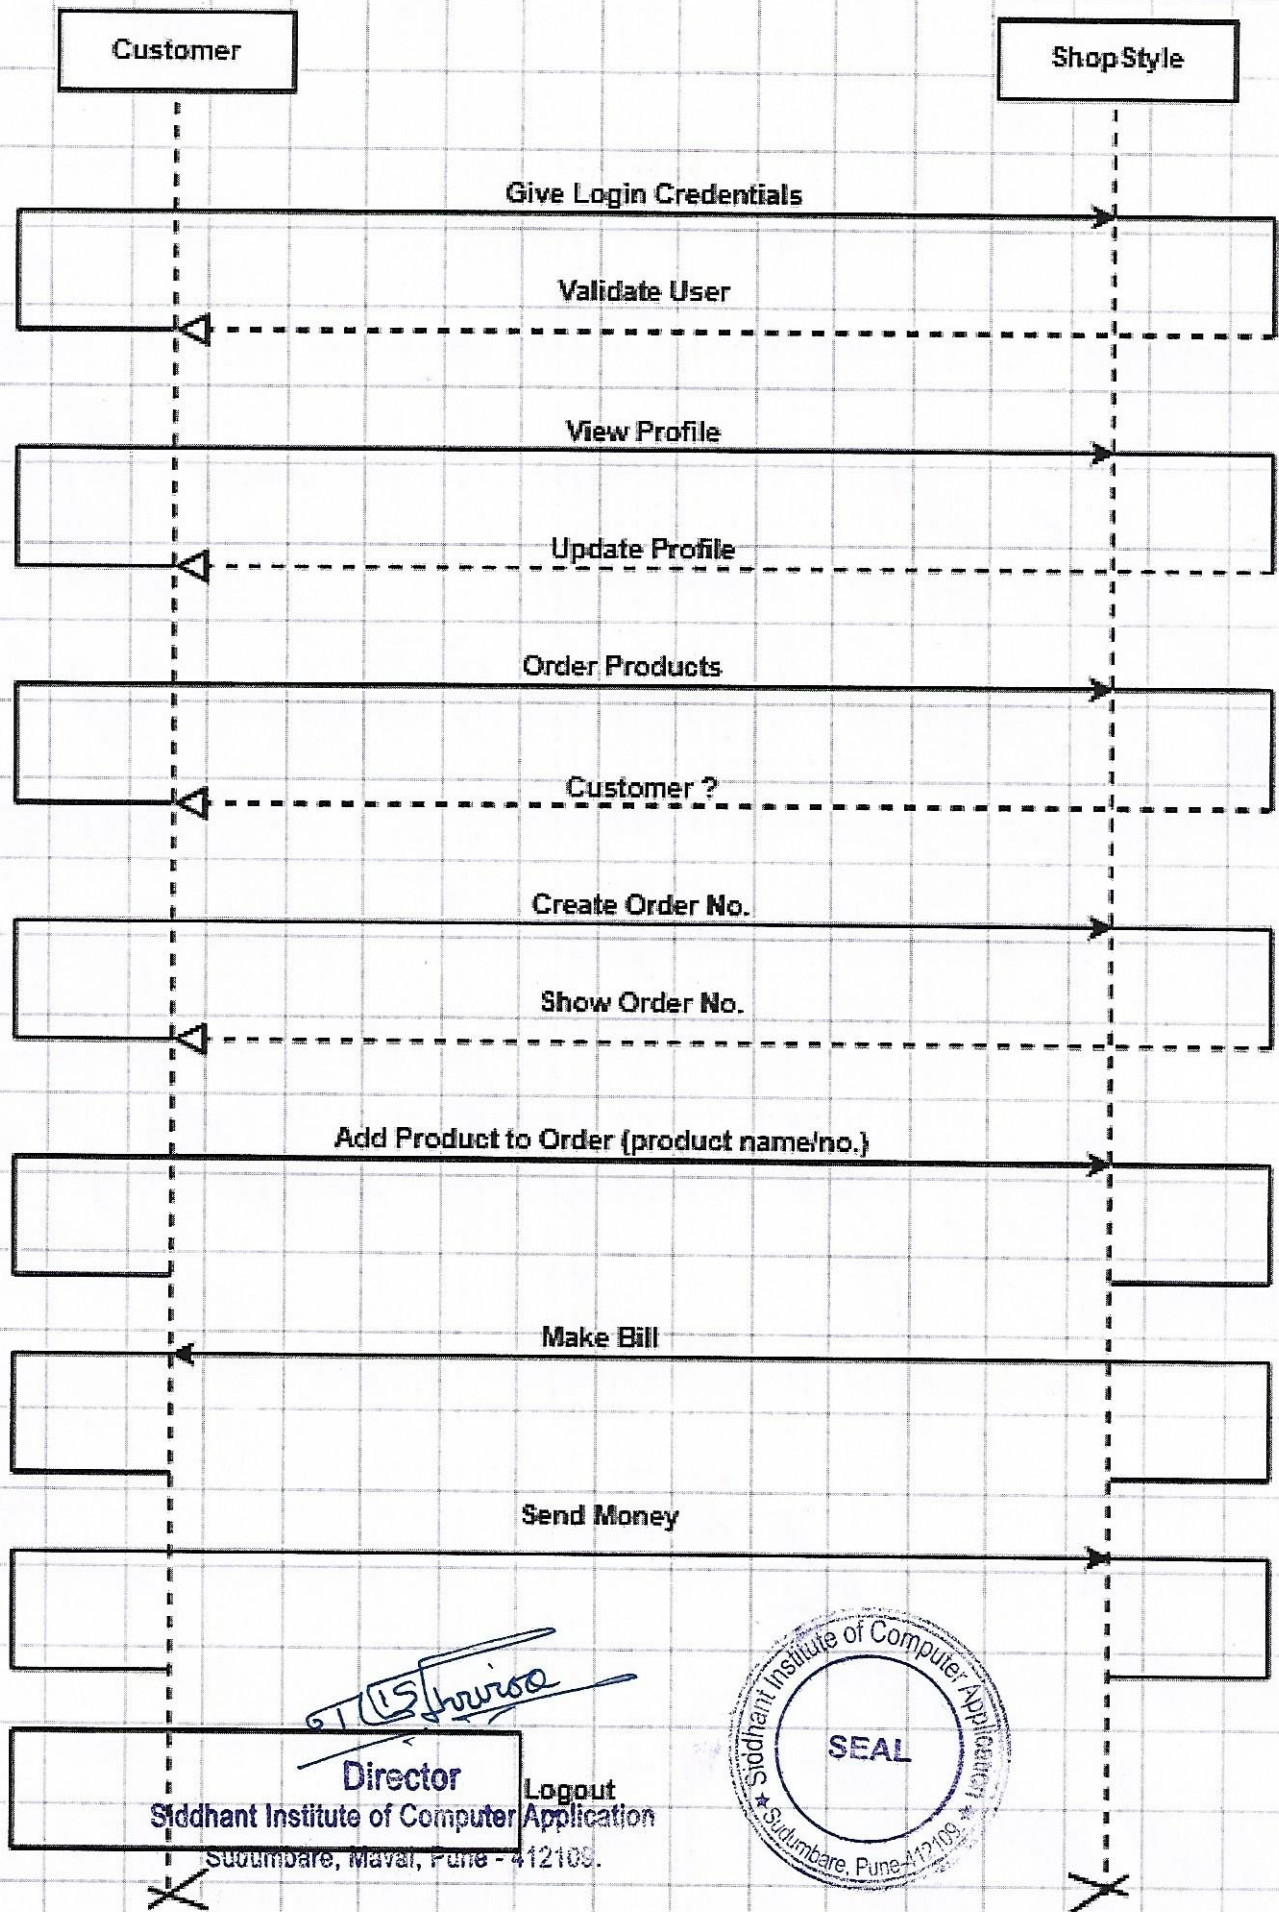 Customer
ShopStyle
Give Login Credentials
Validate User
View Profile
Update Profile
Order Products
Customer ?
Create Order No.
Show Order No.
Add Product to Order (product name/no.)
Make Bill
Send Money
Director
Siddhant Institute of Computer Application
Sudumbare, Maval, Pune - 412109.
Logout
Siddhant Institute of Computer Application
★ Sudumbare, Pune-412109 ★
SEAL